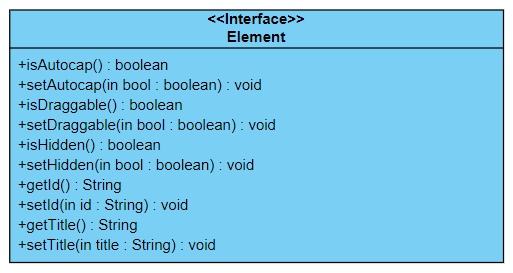 <<Interface>>
Element
+isAutocap() : boolean
+setAutocap(in bool : boolean) : void
+isDraggable() : boolean
+setDraggable(in bool : boolean) : void
+isHidden() : boolean
+setHidden(in bool : boolean) : void
+getId() : String
+setId(in id : String) : void
+getTitle() : String
+setTitle(in title : String) : void